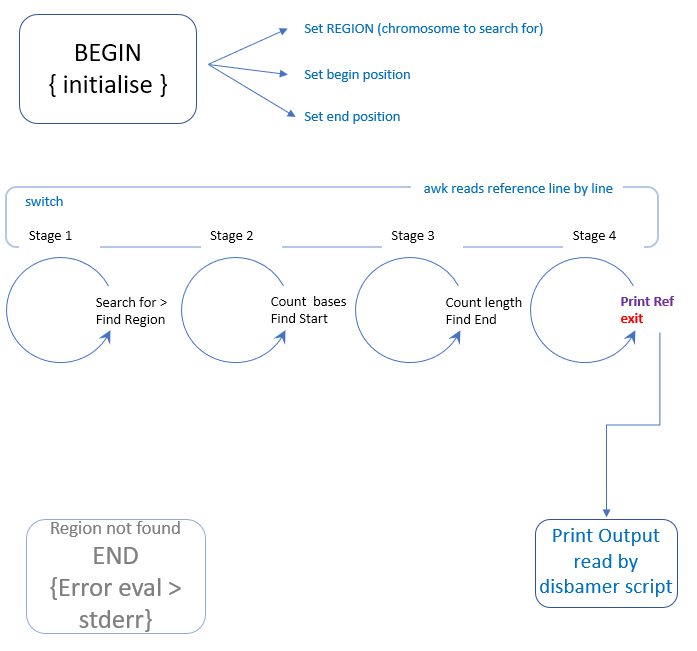 BEGIN
{ initialise }
Set REGION (chromosome to search for)
Set begin position
Set end position
awk reads reference line by line
switch
Stage 1
Stage 2
Stage 3
Stage 4
Search for >
Find Region
Count bases
Find Start
Count length
Find End
Print Ref
exit
Region not found
END
{Error eval >
stderr}
Print Output
read by
disbamer script